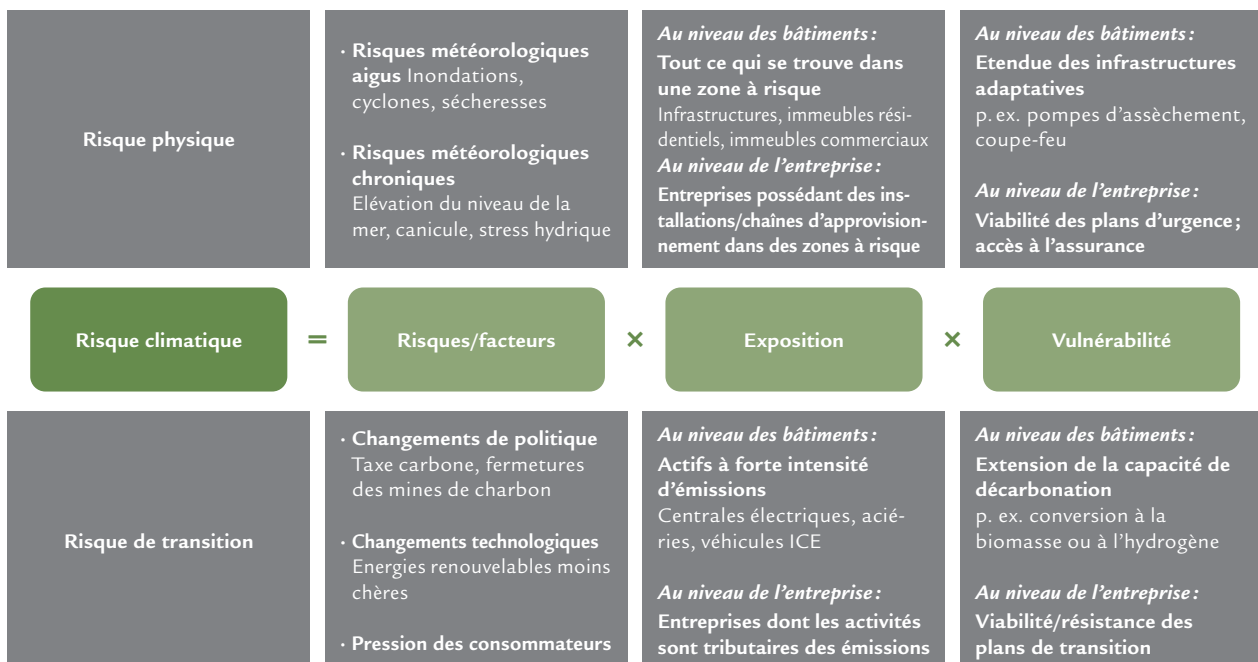 Risque physique
· Risques météorologiques
aigus Inondations,
cyclones, sécheresses
· Risques météorologiques
chroniques
Elévation du niveau de la
mer, canicule, stress hydrique
Au niveau des bâtiments :
Tout ce qui se trouve dans
une zone à risque
Infrastructures, immeubles rési-
dentiels, immeubles commerciaux
Au niveau de l’entreprise :
Entreprises possédant des ins-
tallations/chaînes d’approvision-
nement dans des zones à risque
Au niveau des bâtiments :
Etendue des infrastructures
adaptatives
p. ex. pompes d’assèchement,
coupe-feu
Au niveau de l’entreprise :
Viabilité des plans d’urgence ;
accès à l’assurance
Risque climatique = Risques/facteurs × Exposition × Vulnérabilité
Risque de transition
· Changements de politique
Taxe carbone, fermetures
des mines de charbon
· Changements technologiques
Energies renouvelables moins
chères
· Pression des consommateurs
Au niveau des bâtiments :
Actifs à forte intensité
d’émissions
Centrales électriques, acié-
ries, véhicules ICE
Au niveau de l’entreprise :
Entreprises dont les activités
sont tributaires des émissions
Au niveau des bâtiments :
Extension de la capacité de
décarbonation
p. ex. conversion à la
biomasse ou à l’hydrogène
Au niveau de l’entreprise :
Viabilité/résistance des
plans de transition